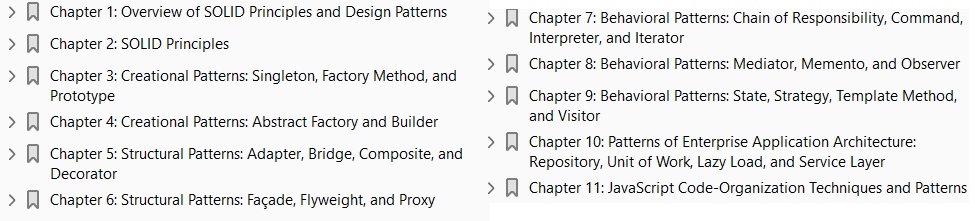 Chapter 1: Overview of SOLID Principles and Design Patterns
Chapter 2: SOLID Principles
Chapter 3: Creational Patterns: Singleton, Factory Method, and
Prototype
Chapter 4: Creational Patterns: Abstract Factory and Builder
Chapter 5: Structural Patterns: Adapter, Bridge, Composite, and
Decorator
Chapter 6: Structural Patterns: Façade, Flyweight, and Proxy
Chapter 7: Behavioral Patterns: Chain of Responsibility, Command,
Interpreter, and Iterator
Chapter 8: Behavioral Patterns: Mediator, Memento, and Observer
Chapter 9: Behavioral Patterns: State, Strategy, Template Method,
and Visitor
Chapter 10: Patterns of Enterprise Application Architecture:
Repository, Unit of Work, Lazy Load, and Service Layer
Chapter 11: JavaScript Code-Organization Techniques and Patterns